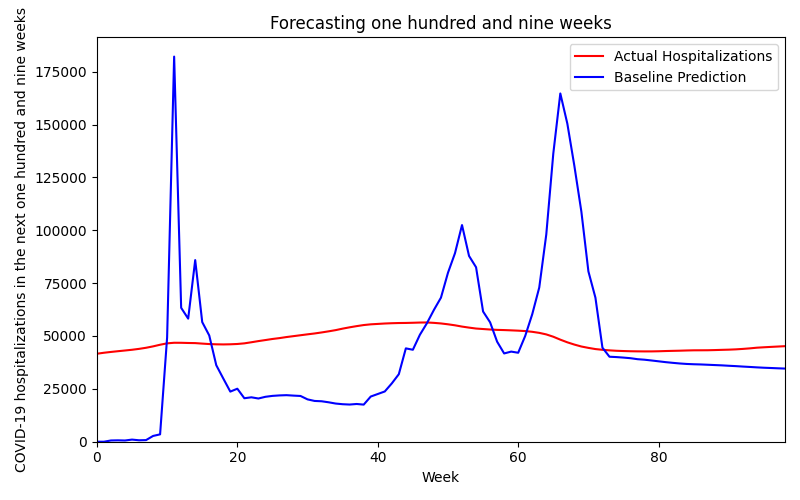 Forecasting one hundred and nine weeks
COVID-19 hospitalizations in the next one hundred and nine weeks
175000
150000
125000
100000
75000
50000
25000
0
Actual Hospitalizations
Baseline Prediction
0 20 40 60 80
Week